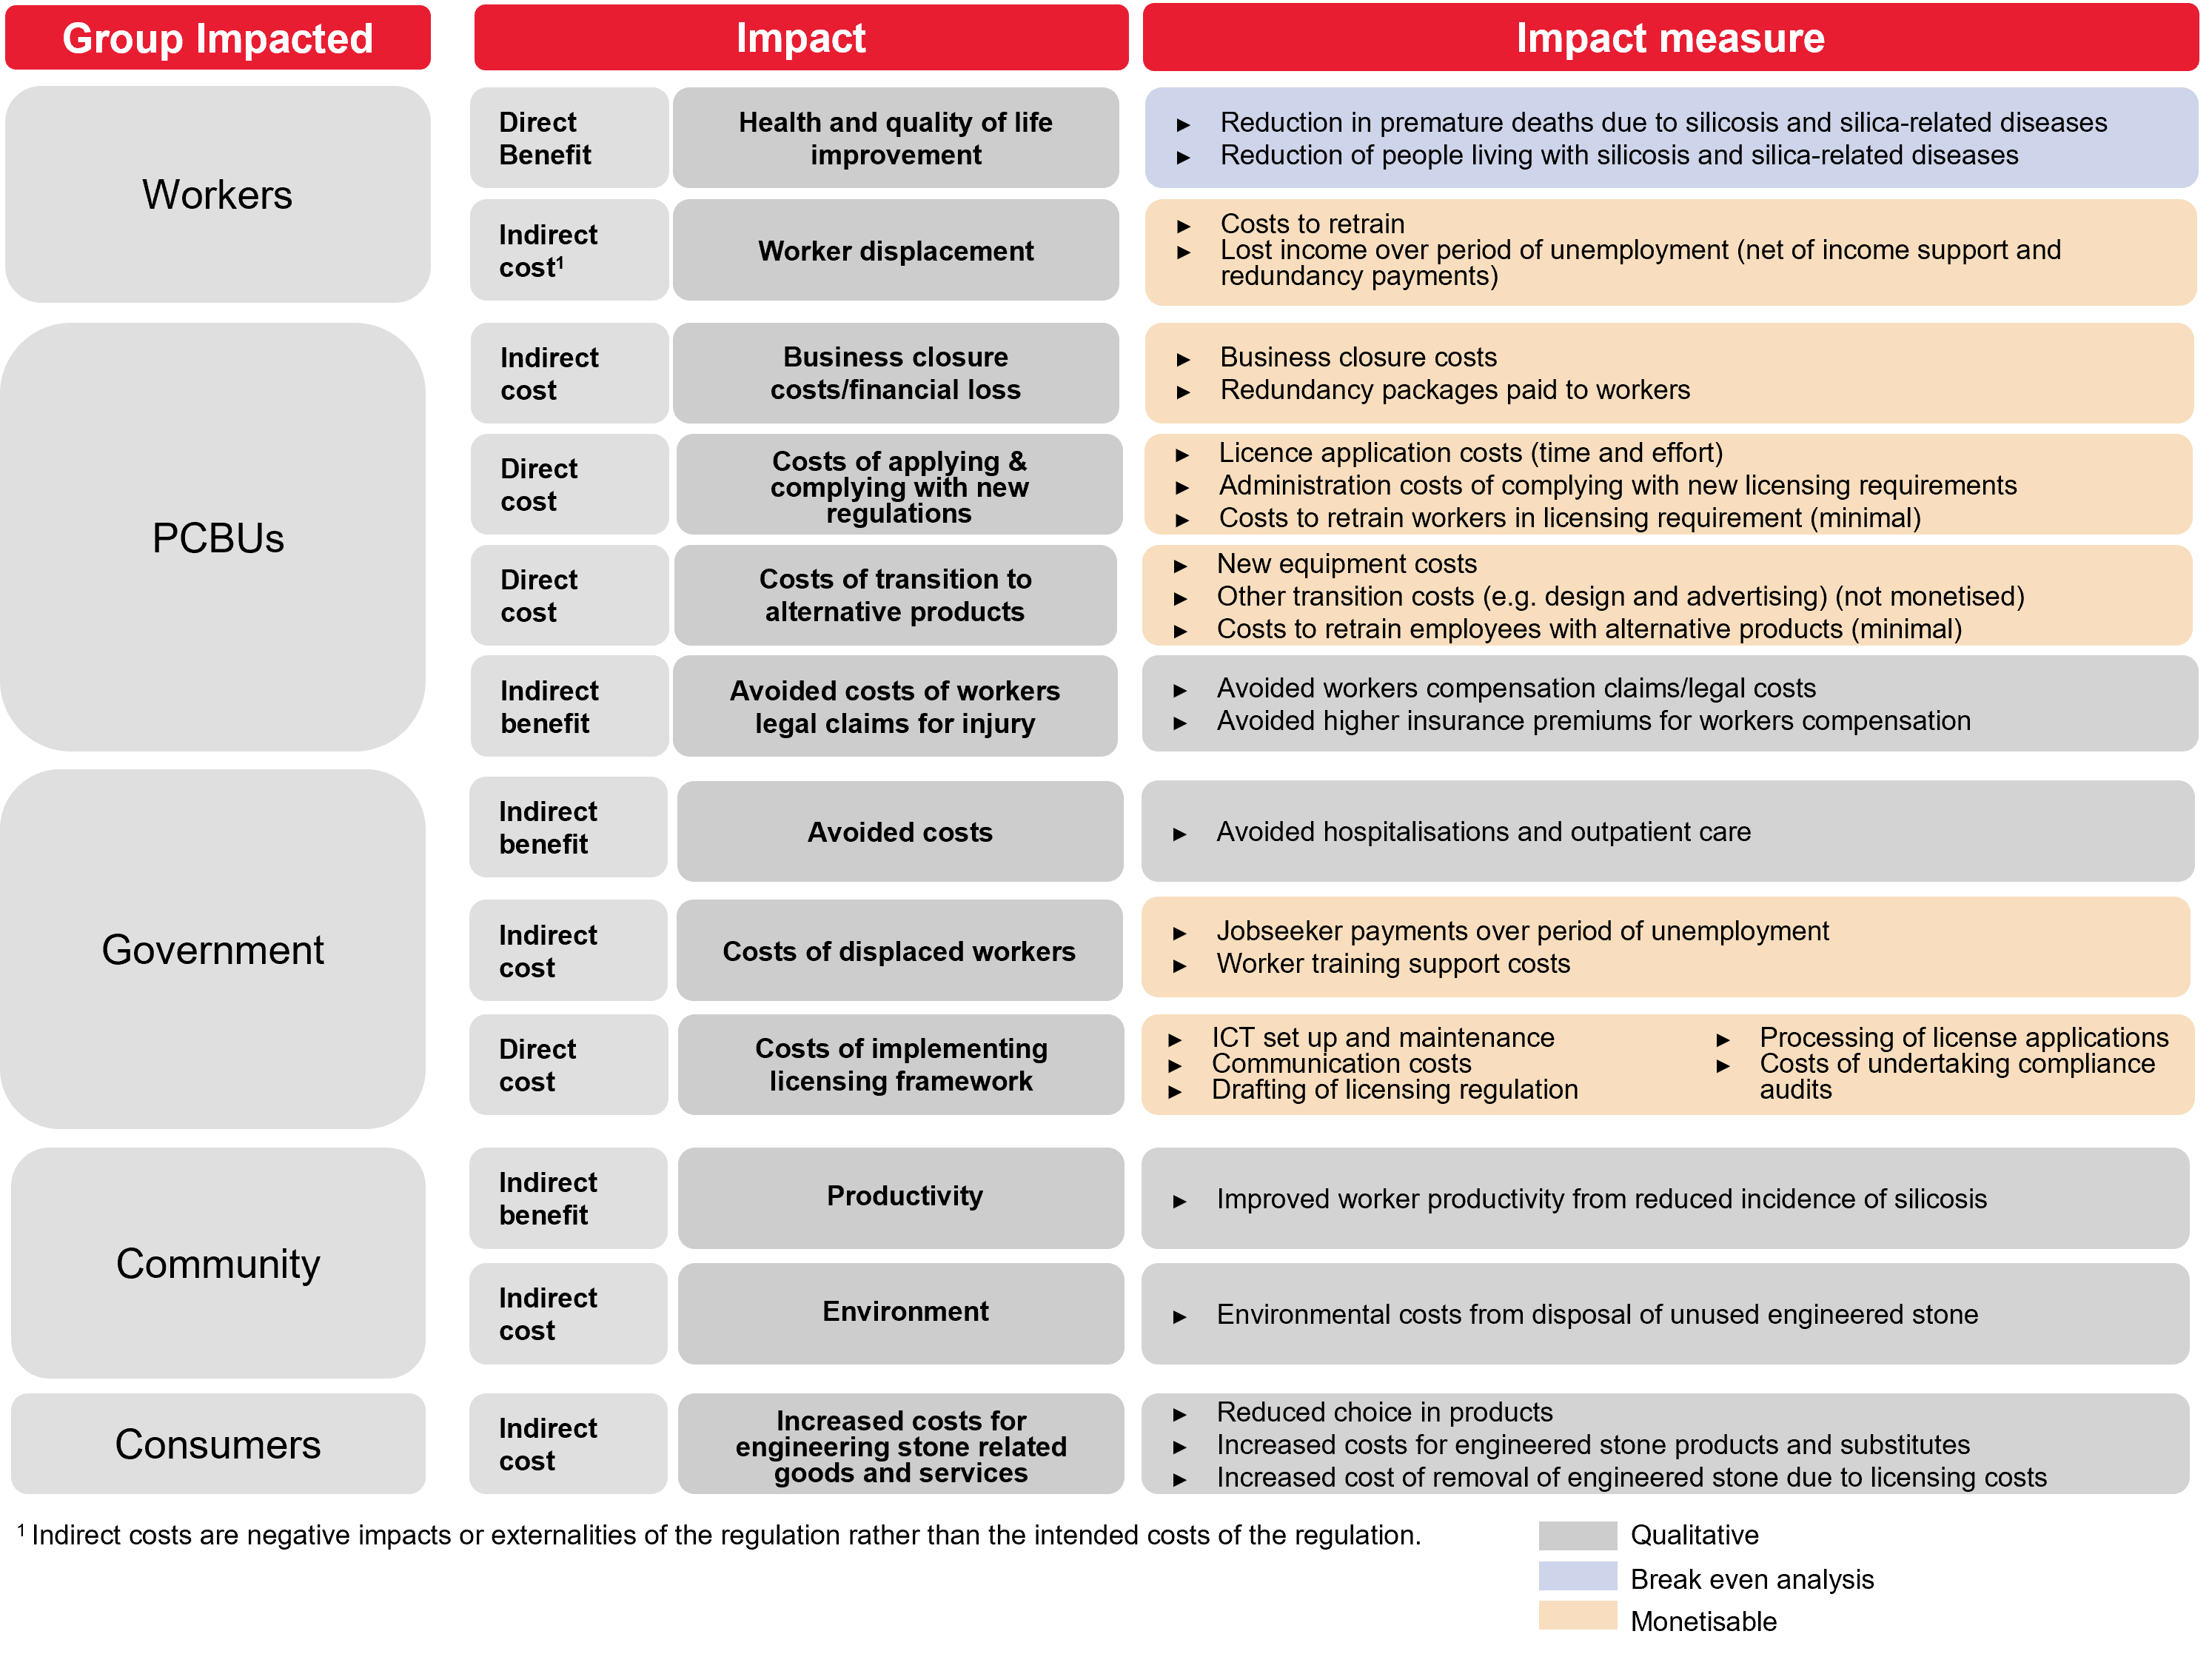 Group Impacted
Impact
Impact measure
Workers
Direct
Benefit
Health and quality of life
improvement
► Reduction in premature deaths due to silicosis and silica-related diseases
► Reduction of people living with silicosis and silica-related diseases
Indirect
cost¹
Worker displacement
► Costs to retrain
► Lost income over period of unemployment (net of income support and
redundancy payments)
PCBUs
Indirect
cost
Business closure
costs/financial loss
► Business closure costs
► Redundancy packages paid to workers
Direct
cost
Costs of applying &
complying with new
regulations
► Licence application costs (time and effort)
► Administration costs of complying with new licensing requirements
► Costs to retrain workers in licensing requirement (minimal)
Direct
cost
Costs of transition to
alternative products
► New equipment costs
► Other transition costs (e.g. design and advertising) (not monetised)
► Costs to retrain employees with alternative products (minimal)
Indirect
benefit
Avoided costs of workers
legal claims for injury
► Avoided workers compensation claims/legal costs
► Avoided higher insurance premiums for workers compensation
Government
Indirect
benefit
Avoided costs
► Avoided hospitalisations and outpatient care
Indirect
cost
Costs of displaced workers
► Jobseeker payments over period of unemployment
► Worker training support costs
Direct
cost
Costs of implementing
licensing framework
► ICT set up and maintenance
► Communication costs
► Drafting of licensing regulation
► Processing of license applications
► Costs of undertaking compliance
audits
Community
Indirect
benefit
Productivity
► Improved worker productivity from reduced incidence of silicosis
Indirect
cost
Environment
► Environmental costs from disposal of unused engineered stone
Consumers
Indirect
cost
Increased costs for
engineering stone related
goods and services
► Reduced choice in products
► Increased costs for engineered stone products and substitutes
► Increased cost of removal of engineered stone due to licensing costs
¹ Indirect costs are negative impacts or externalities of the regulation rather than the intended costs of the regulation.
Qualitative
Break even analysis
Monetisable